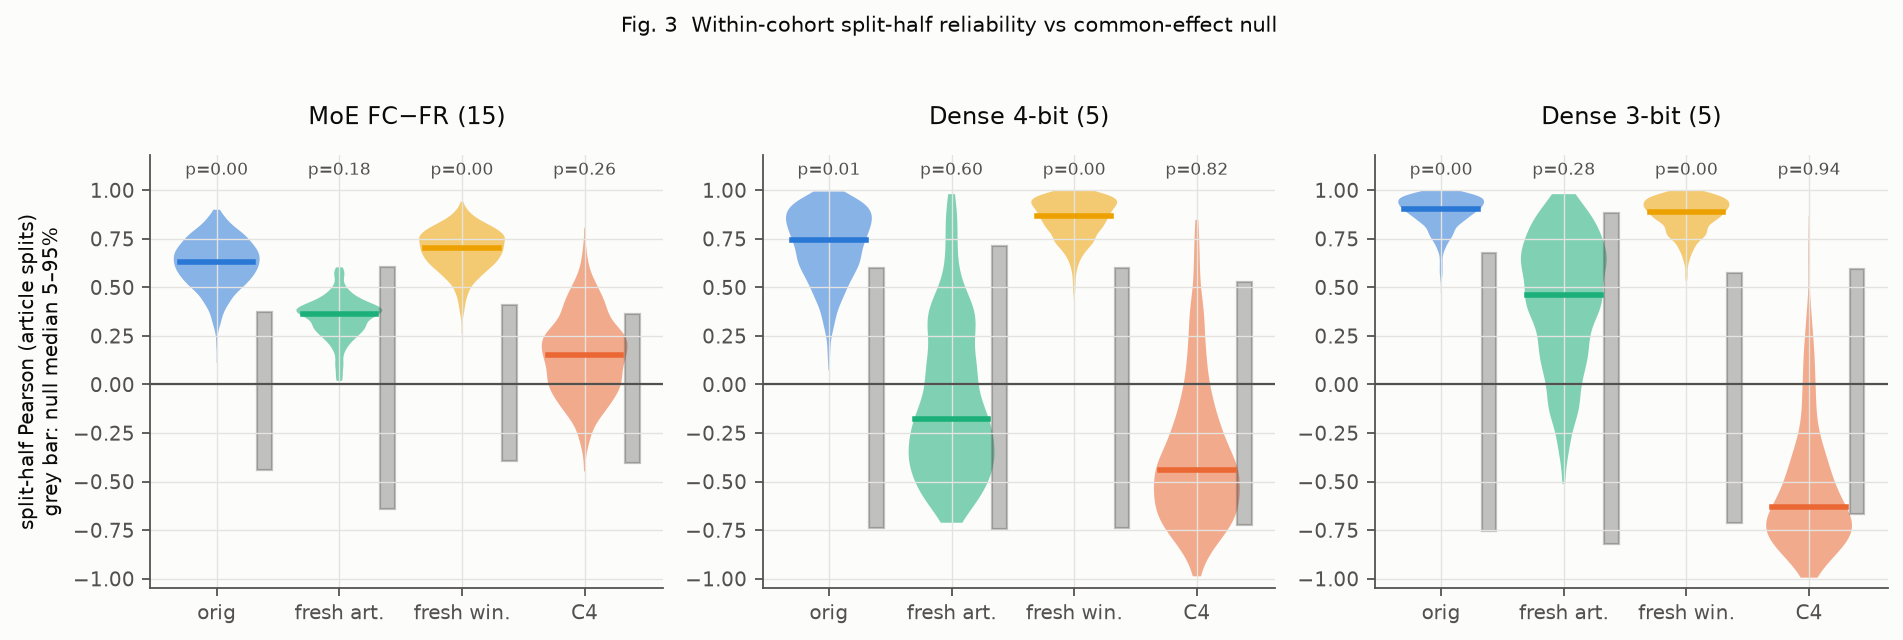 Fig. 3  Within-cohort split-half reliability vs common-effect null
split-half Pearson (article splits)
grey bar: null median 5–95%
MoE FC−FR (15)
p=0.00 p=0.18 p=0.00 p=0.26
1.00
0.75
0.50
0.25
0.00
−0.25
−0.50
−0.75
−1.00
orig fresh art. fresh win. C4
Dense 4-bit (5)
p=0.01 p=0.60 p=0.00 p=0.82
1.00
0.75
0.50
0.25
0.00
−0.25
−0.50
−0.75
−1.00
orig fresh art. fresh win. C4
Dense 3-bit (5)
p=0.00 p=0.28 p=0.00 p=0.94
1.00
0.75
0.50
0.25
0.00
−0.25
−0.50
−0.75
−1.00
orig fresh art. fresh win. C4